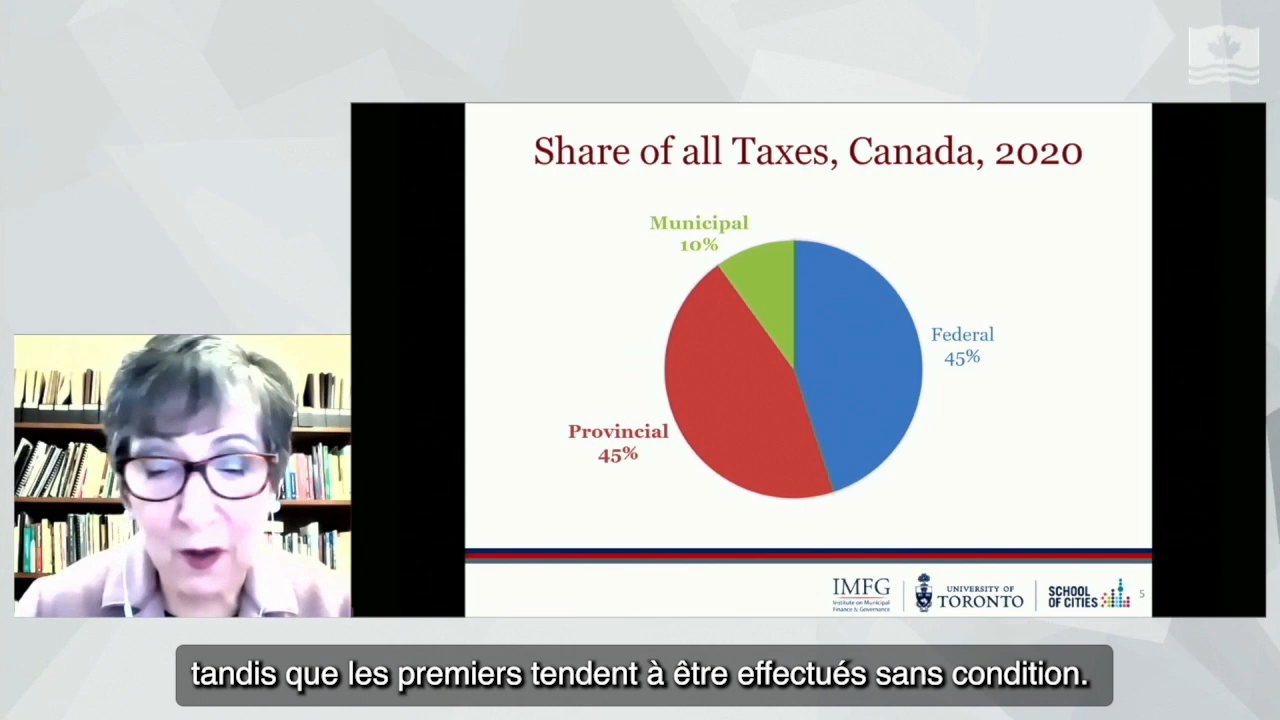 Share of all Taxes, Canada, 2020
Municipal
10%
Federal
45%
Provincial
45%
IMFG
Institute on Municipal
Finance & Governance
UNIVERSITY OF
TORONTO
SCHOOL
OF CITIES
5
tandis que les premiers tendent à être effectués sans condition.